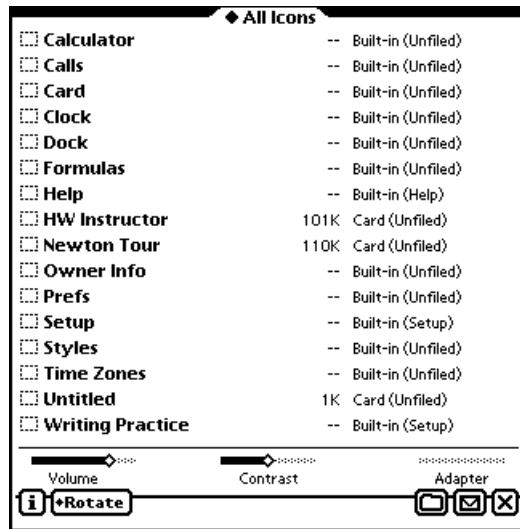 ◆ All Icons
Calculator -- Built-in (Unfiled)
Calls -- Built-in (Unfiled)
Card -- Built-in (Unfiled)
Clock -- Built-in (Unfiled)
Dock -- Built-in (Unfiled)
Formulas -- Built-in (Unfiled)
Help -- Built-in (Help)
HW Instructor 101K Card (Unfiled)
Newton Tour 110K Card (Unfiled)
Owner Info -- Built-in (Unfiled)
Prefs -- Built-in (Unfiled)
Setup -- Built-in (Setup)
Styles -- Built-in (Unfiled)
Time Zones -- Built-in (Unfiled)
Untitled 1K Card (Unfiled)
Writing Practice -- Built-in (Setup)
Volume Contrast Adapter
i ◆Rotate X